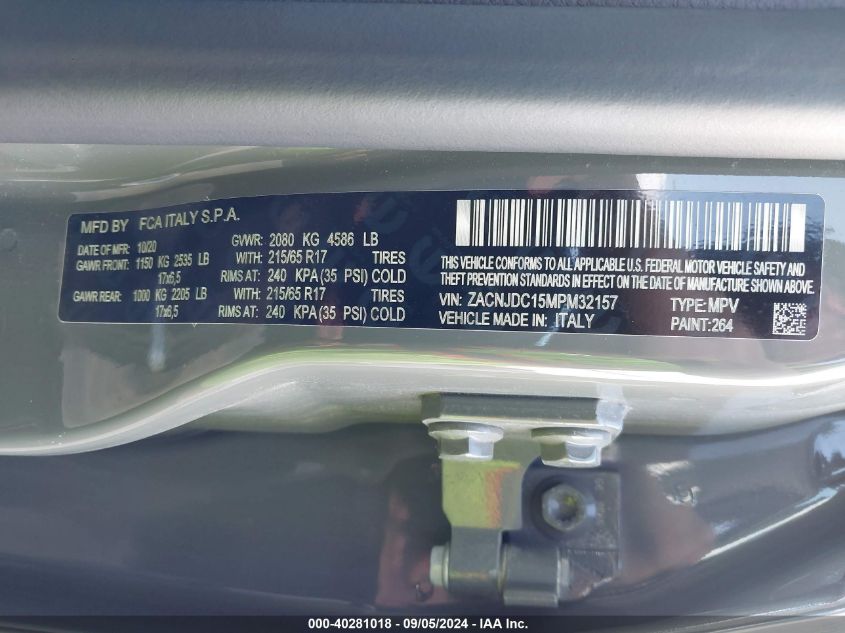 MFD BY FCA ITALY S.P.A.
DATE OF MFR: 10/20 GVWR: 2080 KG 4586 LB
GAWR FRONT: 1150 KG 2535 LB WITH: 215/65 R17 TIRES
17x6,5 RIMS AT: 240 KPA (35 PSI) COLD
GAWR REAR: 1000 KG 2205 LB WITH: 215/65 R17 TIRES
17x6,5 RIMS AT: 240 KPA (35 PSI) COLD
THIS VEHICLE CONFORMS TO ALL APPLICABLE U.S. FEDERAL MOTOR VEHICLE SAFETY
AND THEFT PREVENTION STANDARDS IN EFFECT ON THE DATE OF MANUFACTURE SHOWN ABOVE.
VIN: ZACNJDC15MPM32157 TYPE: MPV
VEHICLE MADE IN: ITALY PAINT: 264
000-40281018 - 09/05/2024 - IAA Inc.